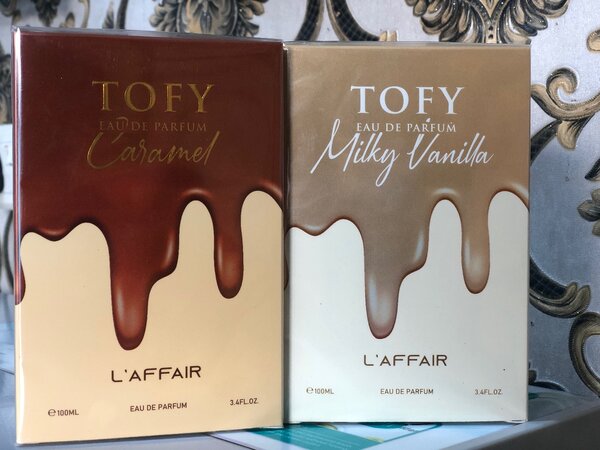 TOFY
EAU DE PARFUM
Caramel
L'AFFAIR
℮100ML
EAU DE PARFUM
3.4FL.OZ.
TOFY
EAU DE PARFUM
Milky Vanilla
L'AFFAIR
℮100ML
EAU DE PARFUM
3.4FL.OZ.